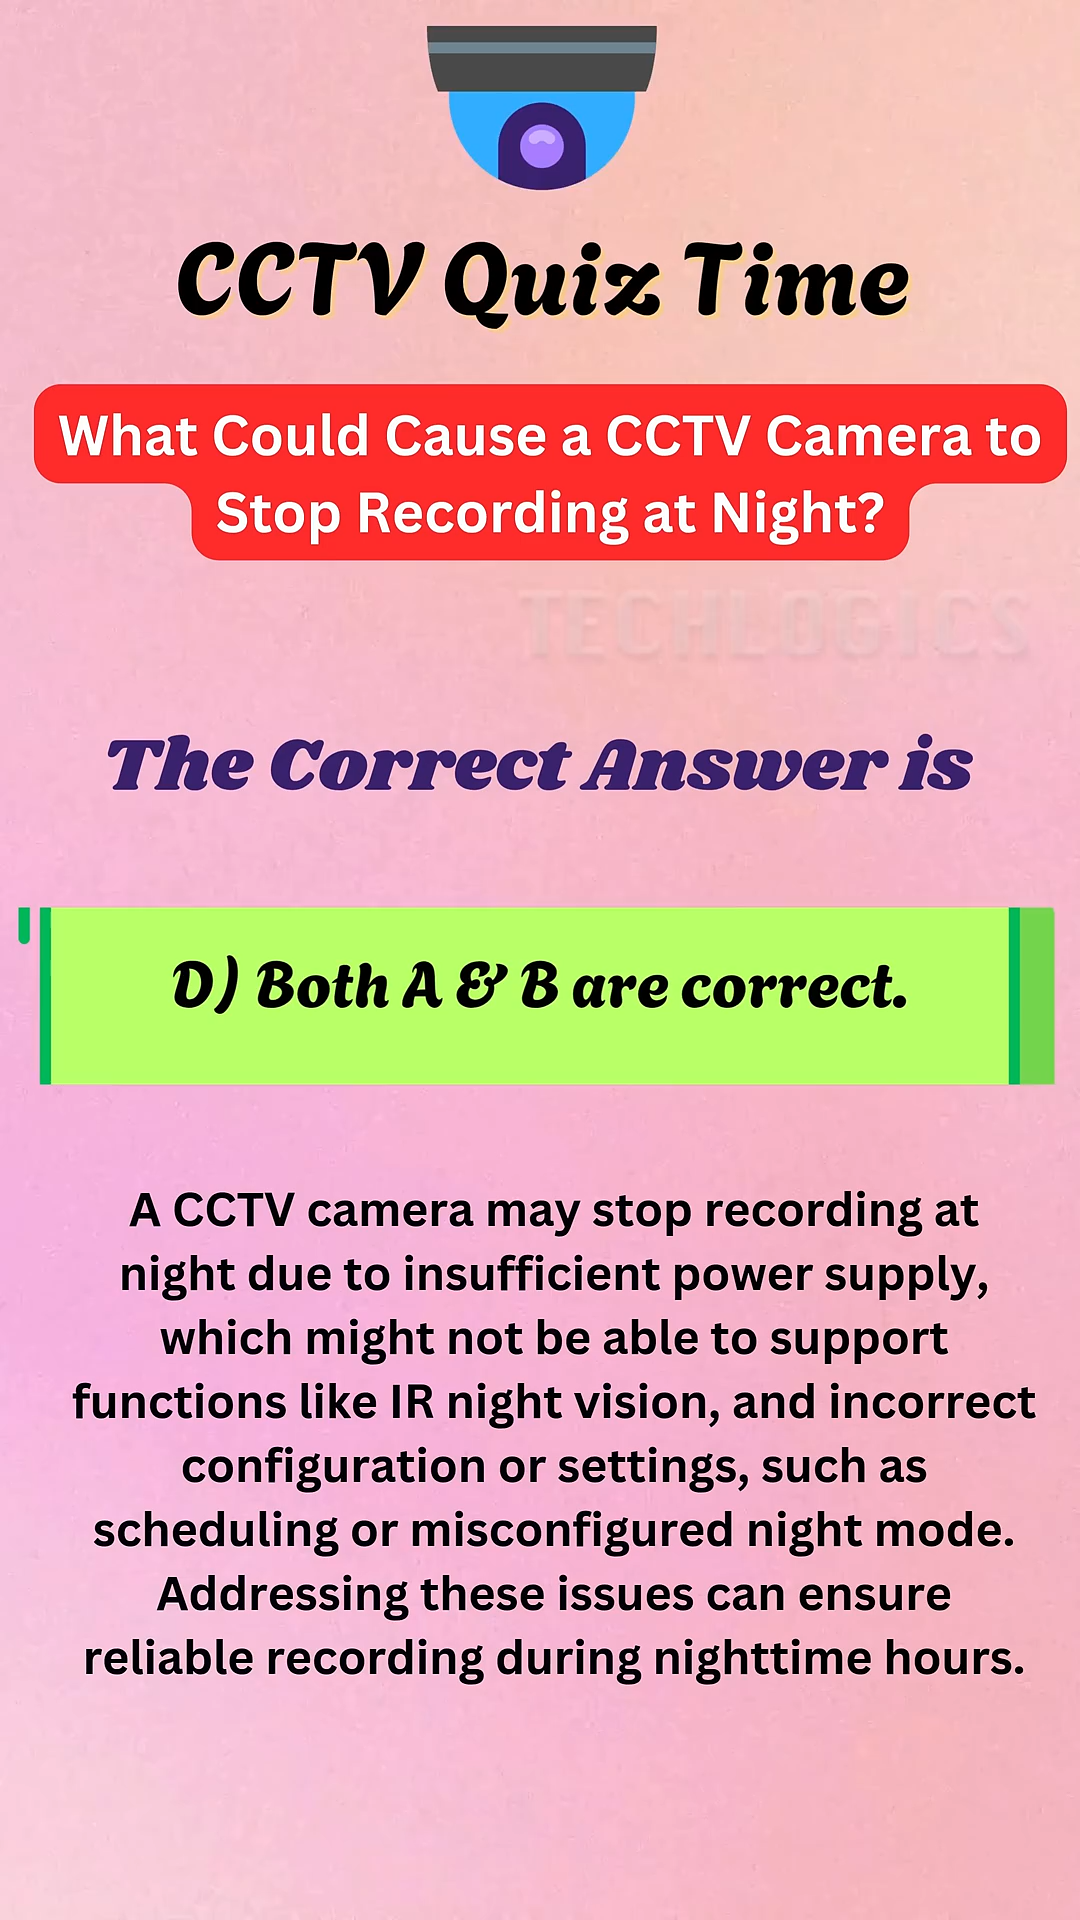 CCTV Quiz Time
What Could Cause a CCTV Camera to
Stop Recording at Night?
TECHLOGICS
The Correct Answer is
D) Both A & B are correct.
A CCTV camera may stop recording at
night due to insufficient power supply,
which might not be able to support
functions like IR night vision, and incorrect
configuration or settings, such as
scheduling or misconfigured night mode.
Addressing these issues can ensure
reliable recording during nighttime hours.